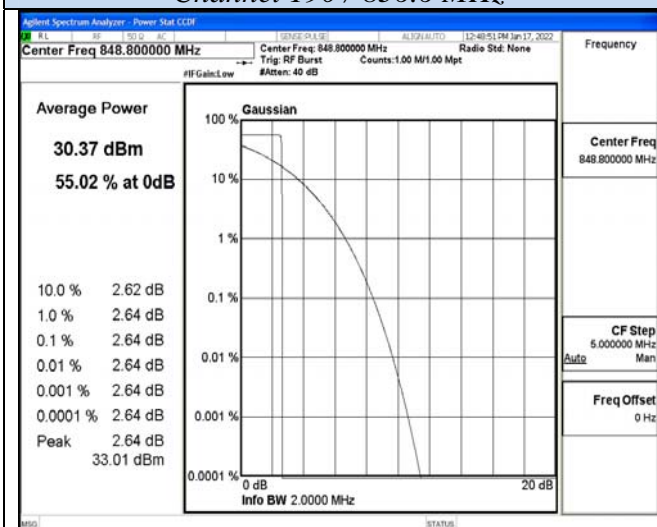 Channel 190 / 836.6 MHz
Agilent Spectrum Analyzer - Power Stat CCDF
RL RF 50 Ω AC SENSE:PULSE ALIGN AUTO 12:48:51 PM Jan 17, 2022
Center Freq 848.800000 MHz
Center Freq: 848.800000 MHz Radio Std: None
Trig: RF Burst Counts:1.00 M/1.00 Mpt
#IFGain:Low #Atten: 40 dB
Frequency
Average Power
30.37 dBm
55.02 % at 0dB
10.0 % 2.62 dB
1.0 % 2.64 dB
0.1 % 2.64 dB
0.01 % 2.64 dB
0.001 % 2.64 dB
0.0001 % 2.64 dB
Peak 2.64 dB
33.01 dBm
Gaussian
100 %
10 %
1 %
0.1 %
0.01 %
0.001 %
0.0001 %
0 dB 20 dB
Info BW 2.0000 MHz
Center Freq
848.800000 MHz
CF Step
5.000000 MHz
Auto Man
Freq Offset
0 Hz
MSG STATUS